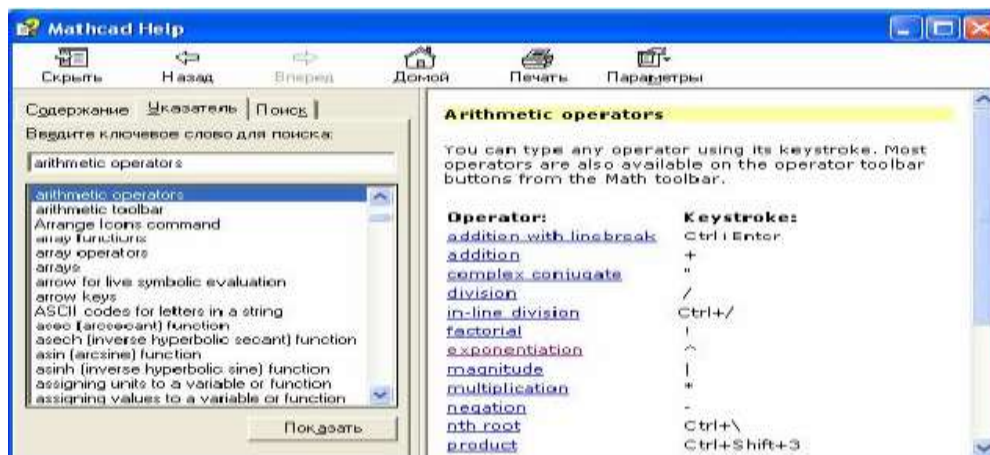 Mathcad Help
Скрыть Назад Вперед Домой Печать Параметры
Содержание Указатель Поиск
Введите ключевое слово для поиска:
arithmetic operators
arithmetic operators
arithmetic toolbar
Arrange Icons command
array functions
array operators
arrays
arrow for live symbolic evaluation
arrow keys
ASCII codes for letters in a string
asec (arcsecant) function
asech (inverse hyperbolic secant) function
asin (arcsine) function
asinh (inverse hyperbolic sine) function
assigning units to a variable or function
assigning values to a variable or function
Показать
Arithmetic operators
You can type any operator using its keystroke. Most
operators are also available on the operator toolbar
buttons from the Math toolbar.
Operator: Keystroke:
addition with linebreak Ctrl+Enter
addition +
complex conjugate "
division /
in-line division Ctrl+/
factorial !
exponentiation ^
magnitude |
multiplication *
negation -
nth root Ctrl+\
product Ctrl+Shift+3